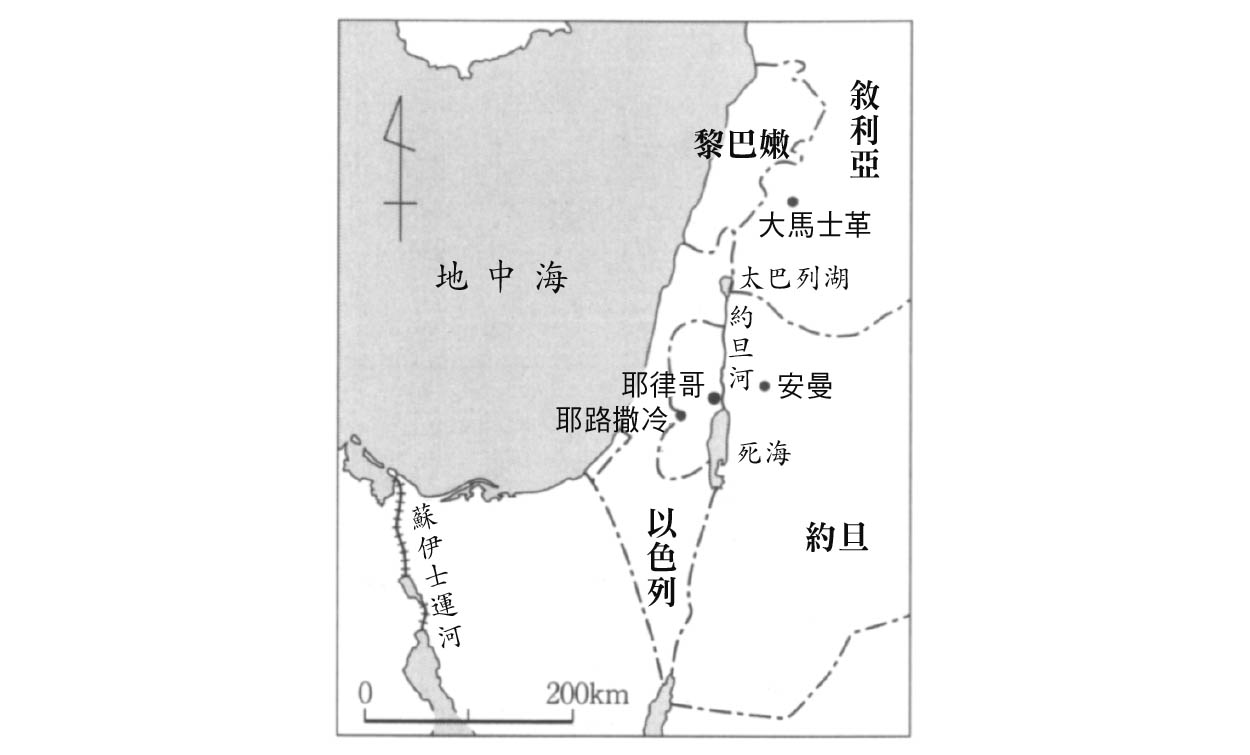 敘利亞
黎巴嫩
大馬士革
地中海
太巴列湖
約旦河
耶律哥
安曼
耶路撒冷
死海
以色列
約旦
蘇伊士運河
0 200km